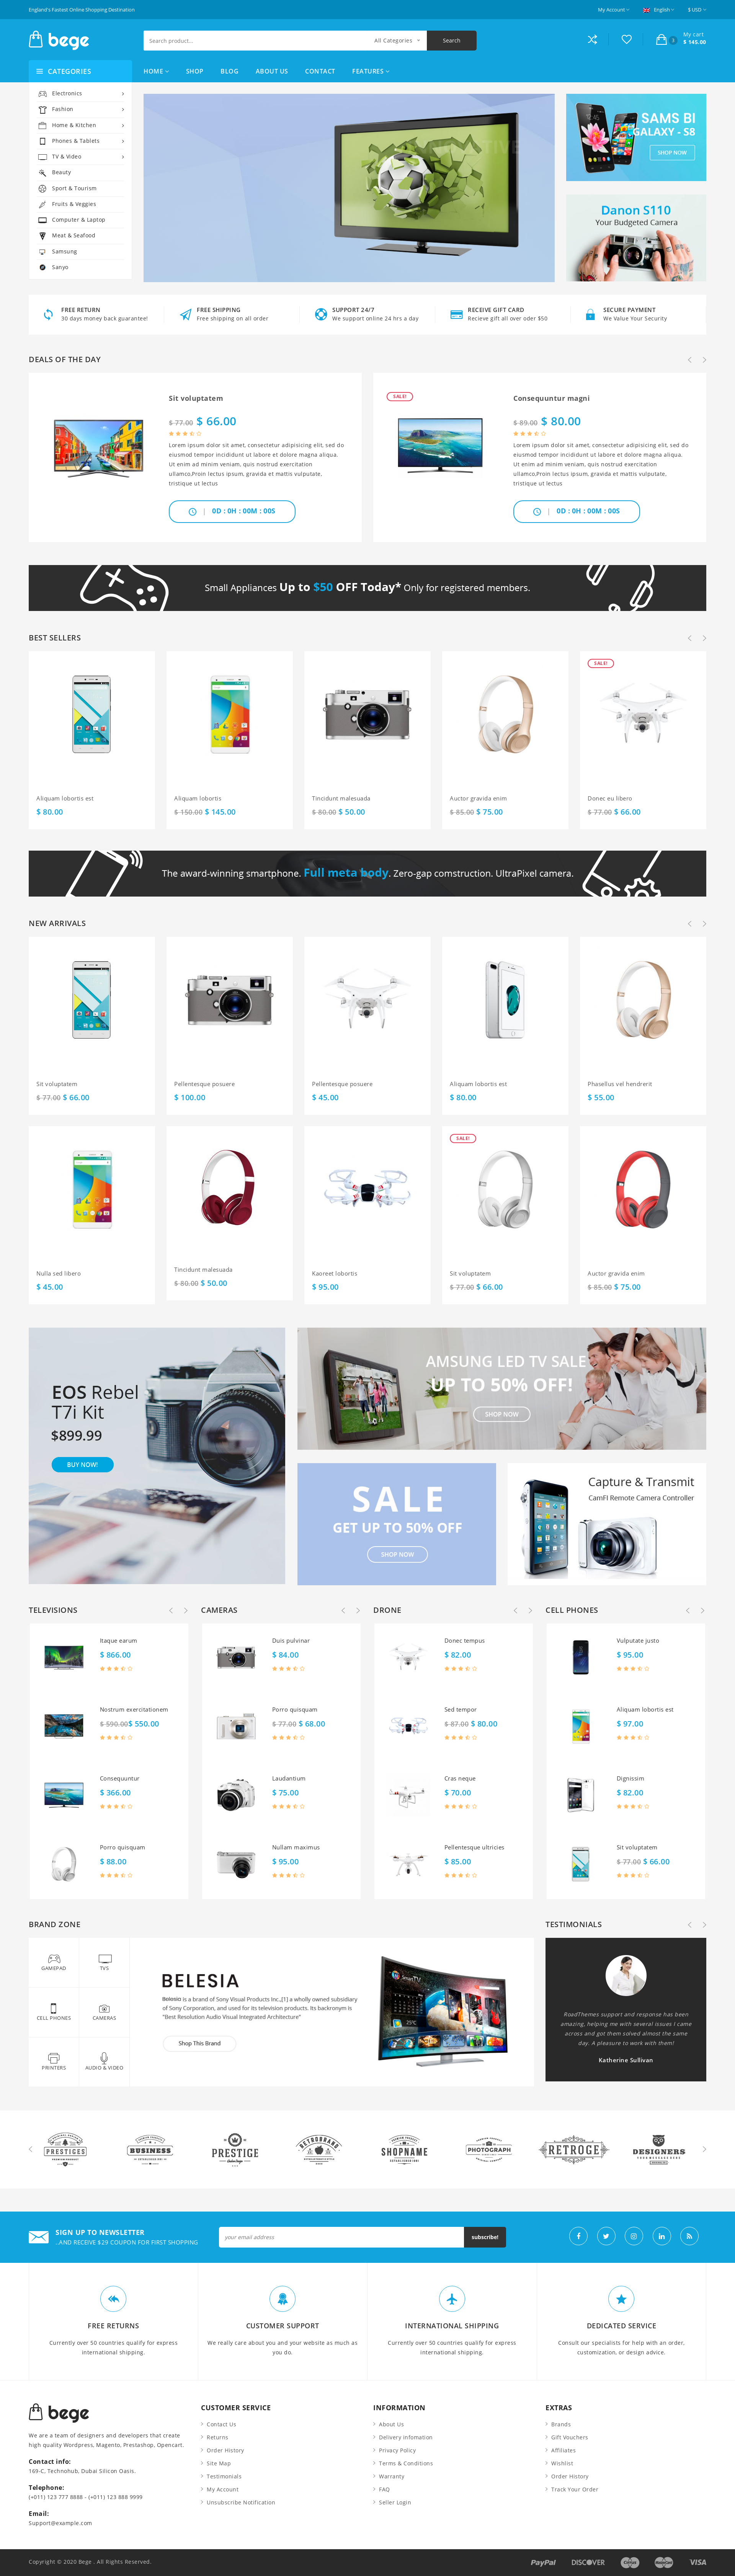 England's Fastest Online Shopping Destination
My Account
English
$ USD
bege
Search product...
All Categories
Search
0
My cart
$ 145.00
CATEGORIES
HOME
SHOP
BLOG
ABOUT US
CONTACT
FEATURES
Electronics
Fashion
Home & Kitchen
Phones & Tablets
TV & Video
Beauty
Sport & Tourism
Fruits & Veggies
Computer & Laptop
Meat & Seafood
Samsung
Sanyo
SAMS BI
GALAXY - S8
SHOP NOW
Danon S110
Your Budgeted Camera
FREE RETURN
30 days money back guarantee!
FREE SHIPPING
Free shipping on all order
SUPPORT 24/7
We support online 24 hrs a day
RECEIVE GIFT CARD
Recieve gift all over oder $50
SECURE PAYMENT
We Value Your Security
DEALS OF THE DAY
Sit voluptatem
$ 77.00 $ 66.00
Lorem ipsum dolor sit amet, consectetur adipisicing elit, sed do
eiusmod tempor incididunt ut labore et dolore magna aliqua.
Ut enim ad minim veniam, quis nostrud exercitation
ullamco,Proin lectus ipsum, gravida et mattis vulputate,
tristique ut lectus
0D : 0H : 00M : 00S
SALE!
Consequuntur magni
$ 89.00 $ 80.00
Lorem ipsum dolor sit amet, consectetur adipisicing elit, sed do
eiusmod tempor incididunt ut labore et dolore magna aliqua.
Ut enim ad minim veniam, quis nostrud exercitation
ullamco,Proin lectus ipsum, gravida et mattis vulputate,
tristique ut lectus
0D : 0H : 00M : 00S
Small Appliances Up to $50 OFF Today* Only for registered members.
BEST SELLERS
Aliquam lobortis est
$ 80.00
Aliquam lobortis
$ 150.00 $ 145.00
Tincidunt malesuada
$ 80.00 $ 50.00
Auctor gravida enim
$ 85.00 $ 75.00
SALE!
Donec eu libero
$ 77.00 $ 66.00
The award-winning smartphone. Full meta body. Zero-gap comstruction. UltraPixel camera.
NEW ARRIVALS
Sit voluptatem
$ 77.00 $ 66.00
Pellentesque posuere
$ 100.00
Pellentesque posuere
$ 45.00
Aliquam lobortis est
$ 80.00
Phasellus vel hendrerit
$ 55.00
Nulla sed libero
$ 45.00
Tincidunt malesuada
$ 80.00 $ 50.00
Kaoreet lobortis
$ 95.00
SALE!
Sit voluptatem
$ 77.00 $ 66.00
Auctor gravida enim
$ 85.00 $ 75.00
EOS Rebel
T7i Kit
$899.99
BUY NOW!
AMSUNG LED TV SALE
UP TO 50% OFF!
SHOP NOW
SALE
GET UP TO 50% OFF
SHOP NOW
Capture & Transmit
CamFi Remote Camera Controller
TELEVISIONS
Itaque earum
$ 866.00
Nostrum exercitationem
$ 590.00$ 550.00
Consequuntur
$ 366.00
Porro quisquam
$ 88.00
CAMERAS
Duis pulvinar
$ 84.00
Porro quisquam
$ 77.00 $ 68.00
Laudantium
$ 75.00
Nullam maximus
$ 95.00
DRONE
Donec tempus
$ 82.00
Sed tempor
$ 87.00 $ 80.00
Cras neque
$ 70.00
Pellentesque ultricies
$ 85.00
CELL PHONES
Vulputate justo
$ 95.00
Aliquam lobortis est
$ 97.00
Dignissim
$ 82.00
Sit voluptatem
$ 77.00 $ 66.00
BRAND ZONE
GAMEPAD
TVS
CELL PHONES
CAMERAS
PRINTERS
AUDIO & VIDEO
BELESIA
Belesia is a brand of Sony Visual Products Inc.,[1] a wholly owned subsidiary
of Sony Corporation, and used for its television products. Its backronym is
"Best Resolution Audio Visual Integrated Architecture"
Shop This Brand
SmartTV
25°C
TESTIMONIALS
RoadThemes support and response has been
amazing, helping me with several issues I came
across and got them solved almost the same
day. A pleasure to work with them!
Katherine Sullivan
PRESTIGES
BUSINESS
PRESTIGE
RETROBRAND
SHOPNAME
PHOTOGRAPH
RETROGE
DESIGNERS
SIGN UP TO NEWSLETTER
...AND RECEIVE $29 COUPON FOR FIRST SHOPPING
your email address
subscribe!
FREE RETURNS
Currently over 50 countries qualify for express
international shipping.
CUSTOMER SUPPORT
We really care about you and your website as much as
you do.
INTERNATIONAL SHIPPING
Currently over 50 countries qualify for express
international shipping.
DEDICATED SERVICE
Consult our specialists for help with an order,
customization, or design advice.
bege
We are a team of designers and developers that create
high quality Wordpress, Magento, Prestashop, Opencart.
Contact info:
169-C, Technohub, Dubai Silicon Oasis.
Telephone:
(+011) 123 777 8888 - (+011) 123 888 9999
Email:
Support@example.com
CUSTOMER SERVICE
Contact Us
Returns
Order History
Site Map
Testimonials
My Account
Unsubscribe Notification
INFORMATION
About Us
Delivery infomation
Privacy Policy
Terms & Conditions
Warranty
FAQ
Seller Login
EXTRAS
Brands
Gift Vouchers
Affiliates
Wishlist
Order History
Track Your Order
Copyright © 2020 Bege . All Rights Reserved.
PayPal
DISCOVER
Cirrus
Maestro
VISA